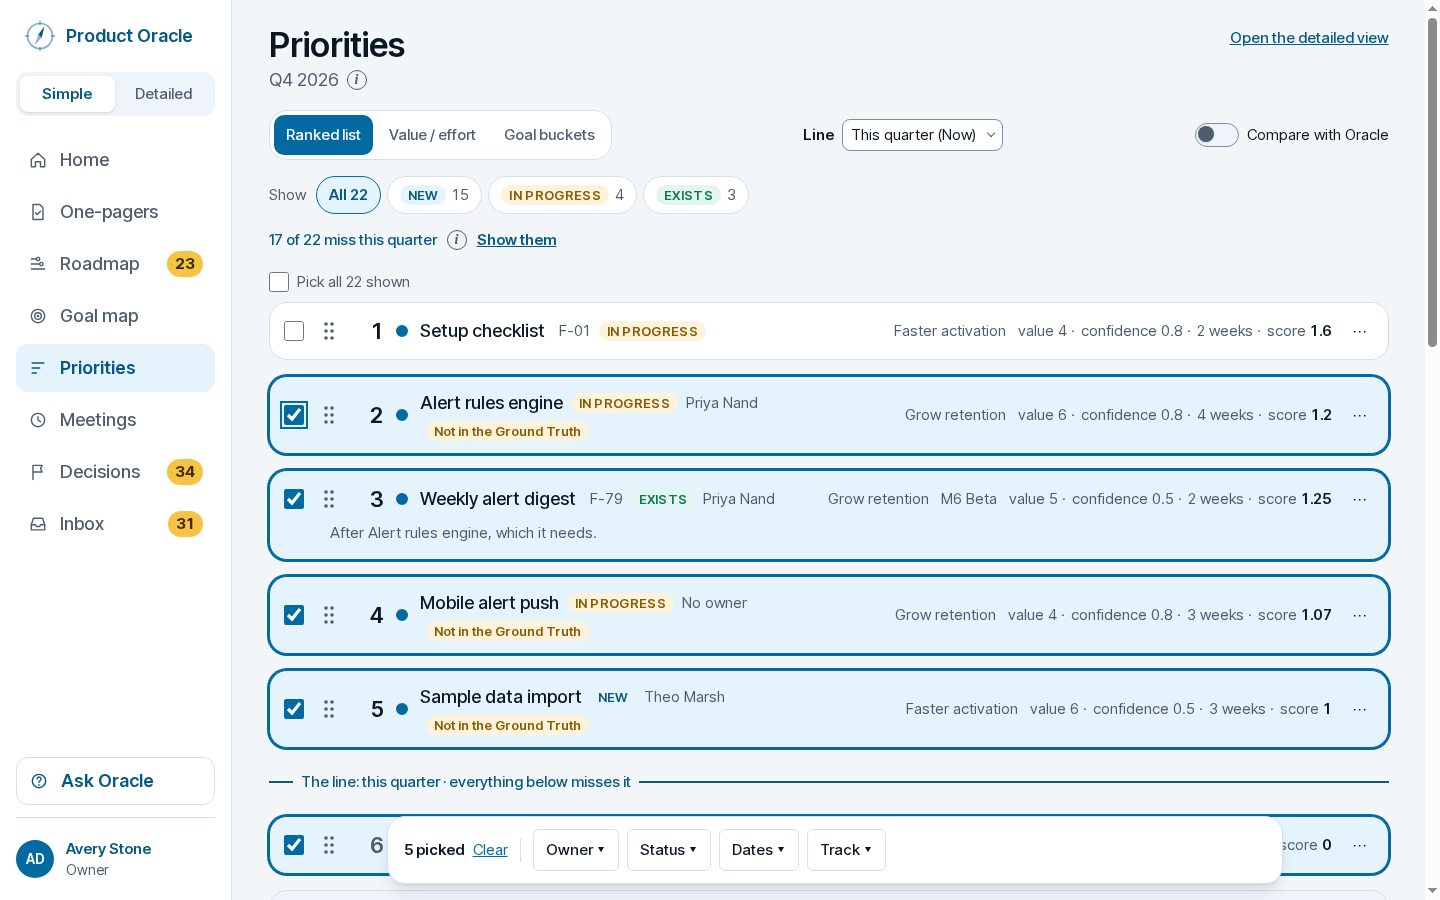 Product Oracle
Simple
Detailed
Home
One-pagers
Roadmap 23
Goal map
Priorities
Meetings
Decisions 34
Inbox 31
Ask Oracle
AD
Avery Stone
Owner
Priorities
Open the detailed view
Q4 2026 i
Ranked list
Value / effort
Goal buckets
Line This quarter (Now)
Compare with Oracle
Show All 22 NEW 15 IN PROGRESS 4 EXISTS 3
17 of 22 miss this quarter i Show them
Pick all 22 shown
1 Setup checklist F-01 IN PROGRESS Faster activation value 4 · confidence 0.8 · 2 weeks · score 1.6 ···
2 Alert rules engine IN PROGRESS Priya Nand Grow retention value 6 · confidence 0.8 · 4 weeks · score 1.2 ···
Not in the Ground Truth
3 Weekly alert digest F-79 EXISTS Priya Nand Grow retention M6 Beta value 5 · confidence 0.5 · 2 weeks · score 1.25 ···
After Alert rules engine, which it needs.
4 Mobile alert push IN PROGRESS No owner Grow retention value 4 · confidence 0.8 · 3 weeks · score 1.07 ···
Not in the Ground Truth
5 Sample data import NEW Theo Marsh Faster activation value 6 · confidence 0.5 · 3 weeks · score 1 ···
Not in the Ground Truth
The line: this quarter · everything below misses it
6 score 0 ···
5 picked Clear Owner ▾ Status ▾ Dates ▾ Track ▾